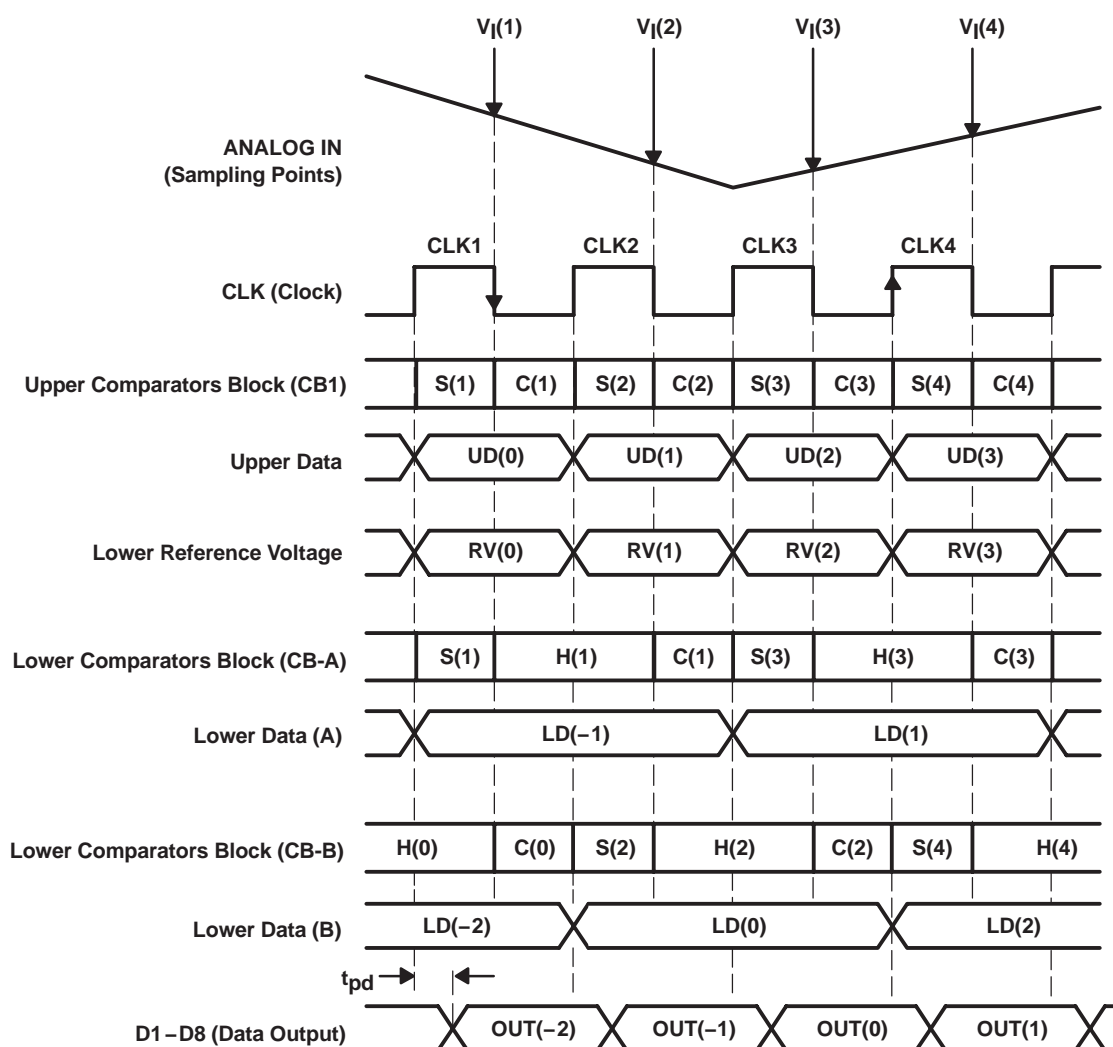 VI(1) VI(2) VI(3) VI(4)
ANALOG IN
(Sampling Points)
CLK1 CLK2 CLK3 CLK4
CLK (Clock)
Upper Comparators Block (CB1) S(1) C(1) S(2) C(2) S(3) C(3) S(4) C(4)
Upper Data UD(0) UD(1) UD(2) UD(3)
Lower Reference Voltage RV(0) RV(1) RV(2) RV(3)
Lower Comparators Block (CB-A) S(1) H(1) C(1) S(3) H(3) C(3)
Lower Data (A) LD(−1) LD(1)
Lower Comparators Block (CB-B) H(0) C(0) S(2) H(2) C(2) S(4) H(4)
Lower Data (B) LD(−2) LD(0) LD(2)
tpd
D1−D8 (Data Output) OUT(−2) OUT(−1) OUT(0) OUT(1)